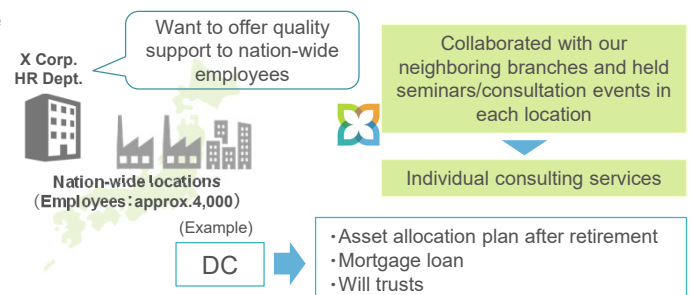 X Corp.
HR Dept.
Want to offer quality
support to nation-wide
employees
Collaborated with our
neighboring branches and held
seminars/consultation events in
each location
Nation-wide locations
(Employees:approx.4,000)
Individual consulting services
(Example)
DC
・Asset allocation plan after retirement
・Mortgage loan
・Will trusts